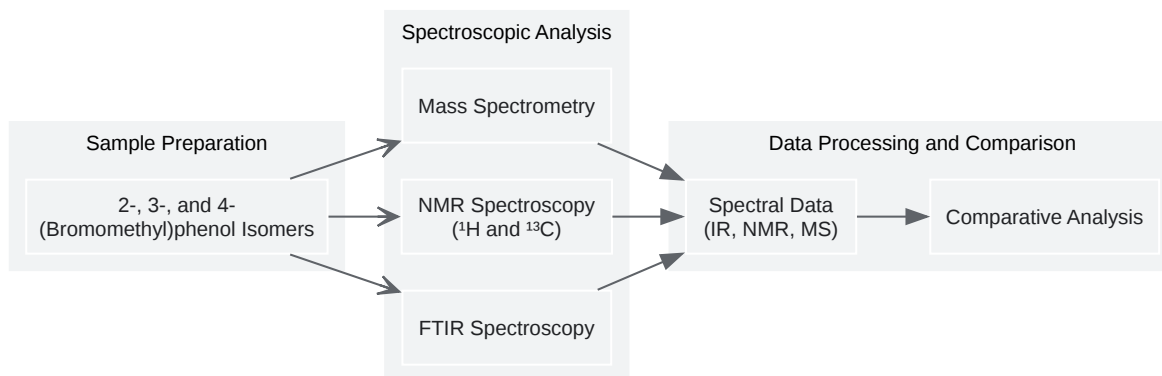 Sample Preparation
2-, 3-, and 4-
(Bromomethyl)phenol Isomers
Spectroscopic Analysis
Mass Spectrometry
NMR Spectroscopy
(¹H and ¹³C)
FTIR Spectroscopy
Data Processing and Comparison
Spectral Data
(IR, NMR, MS)
Comparative Analysis